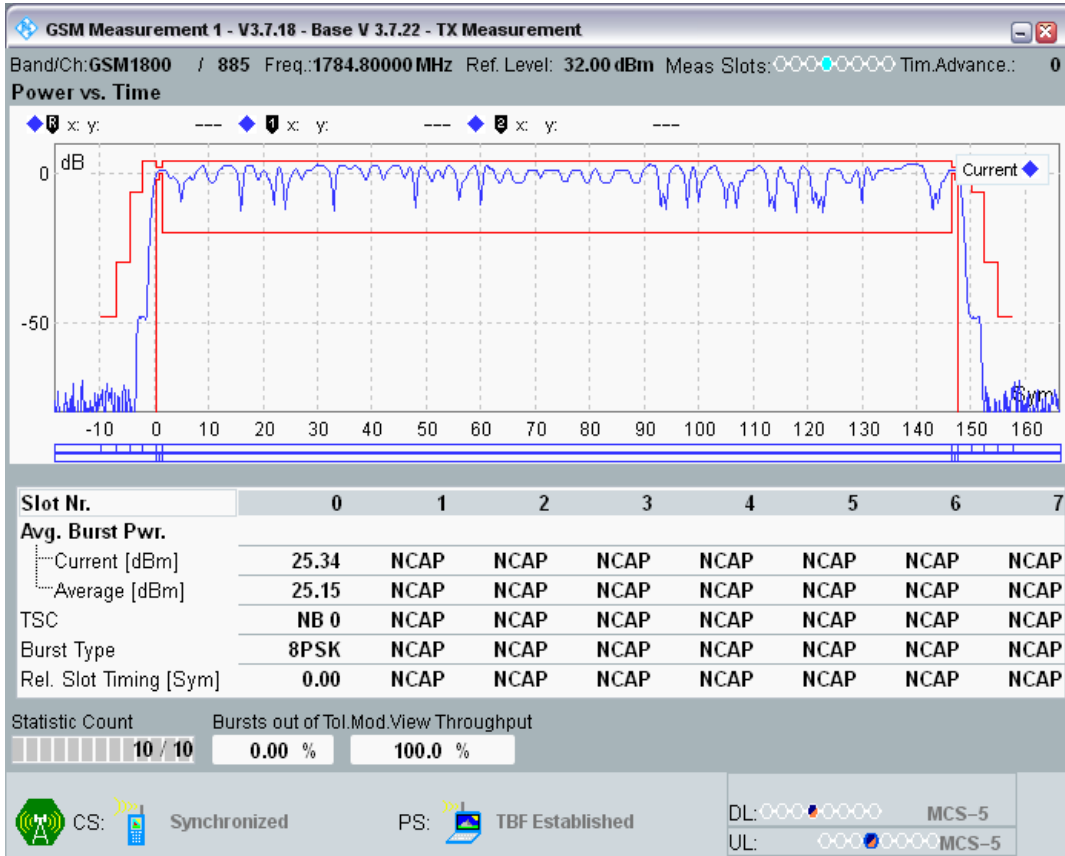 GSM Measurement 1 - V3.7.18 - Base V 3.7.22 - TX Measurement
Band/Ch:GSM1800 / 885 Freq.:1784.80000 MHz Ref. Level: 32.00 dBm Meas Slots: Tim.Advance.: 0
Power vs. Time
R x: y: --- 1 x: y: --- 2 x: y: ---
dB
Current
0
-50
Sym
-10 0 10 20 30 40 50 60 70 80 90 100 110 120 130 140 150 160
Slot Nr. 0 1 2 3 4 5 6 7
Avg. Burst Pwr.
Current [dBm] 25.34 NCAP NCAP NCAP NCAP NCAP NCAP NCAP
Average [dBm] 25.15 NCAP NCAP NCAP NCAP NCAP NCAP NCAP
TSC NB 0 NCAP NCAP NCAP NCAP NCAP NCAP NCAP
Burst Type 8PSK NCAP NCAP NCAP NCAP NCAP NCAP NCAP
Rel. Slot Timing [Sym] 0.00 NCAP NCAP NCAP NCAP NCAP NCAP NCAP
Statistic Count Bursts out of Tol. Mod.View Throughput
10 / 10 0.00 % 100.0 %
CS: Synchronized PS: TBF Established
DL: MCS-5
UL: MCS-5